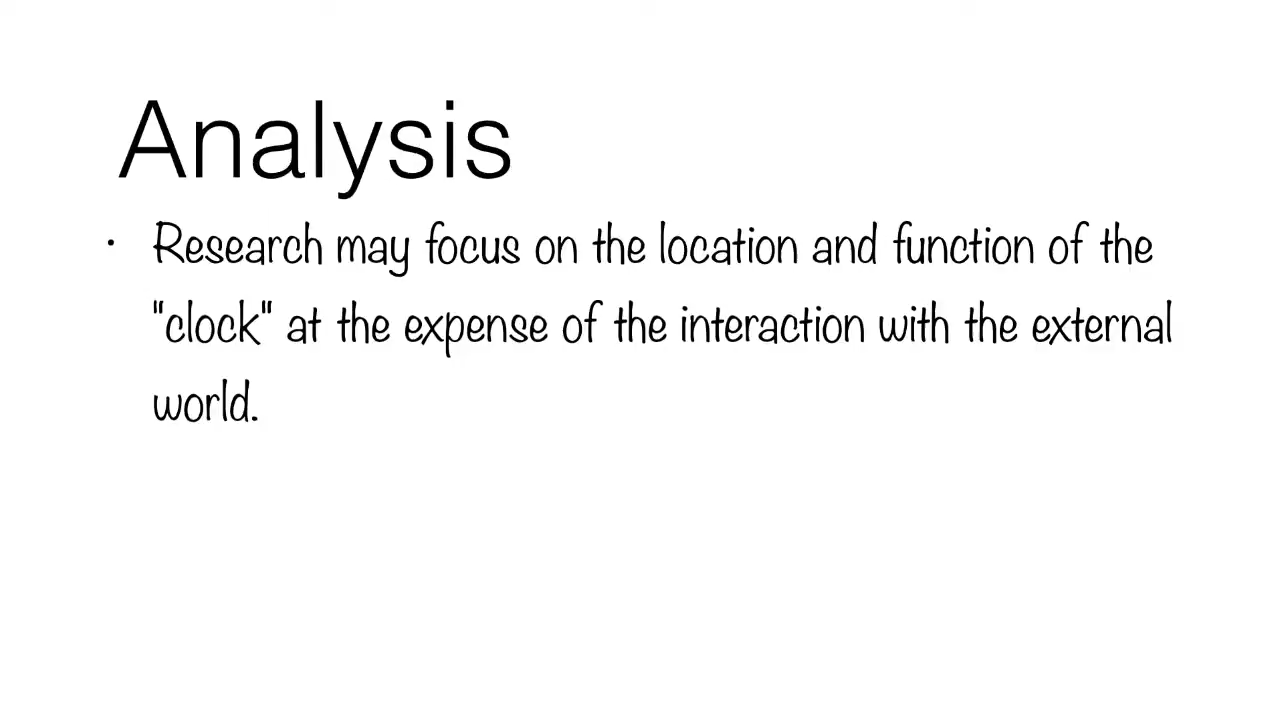 Analysis
· Research may focus on the location and function of the
"clock" at the expense of the interaction with the external
world.